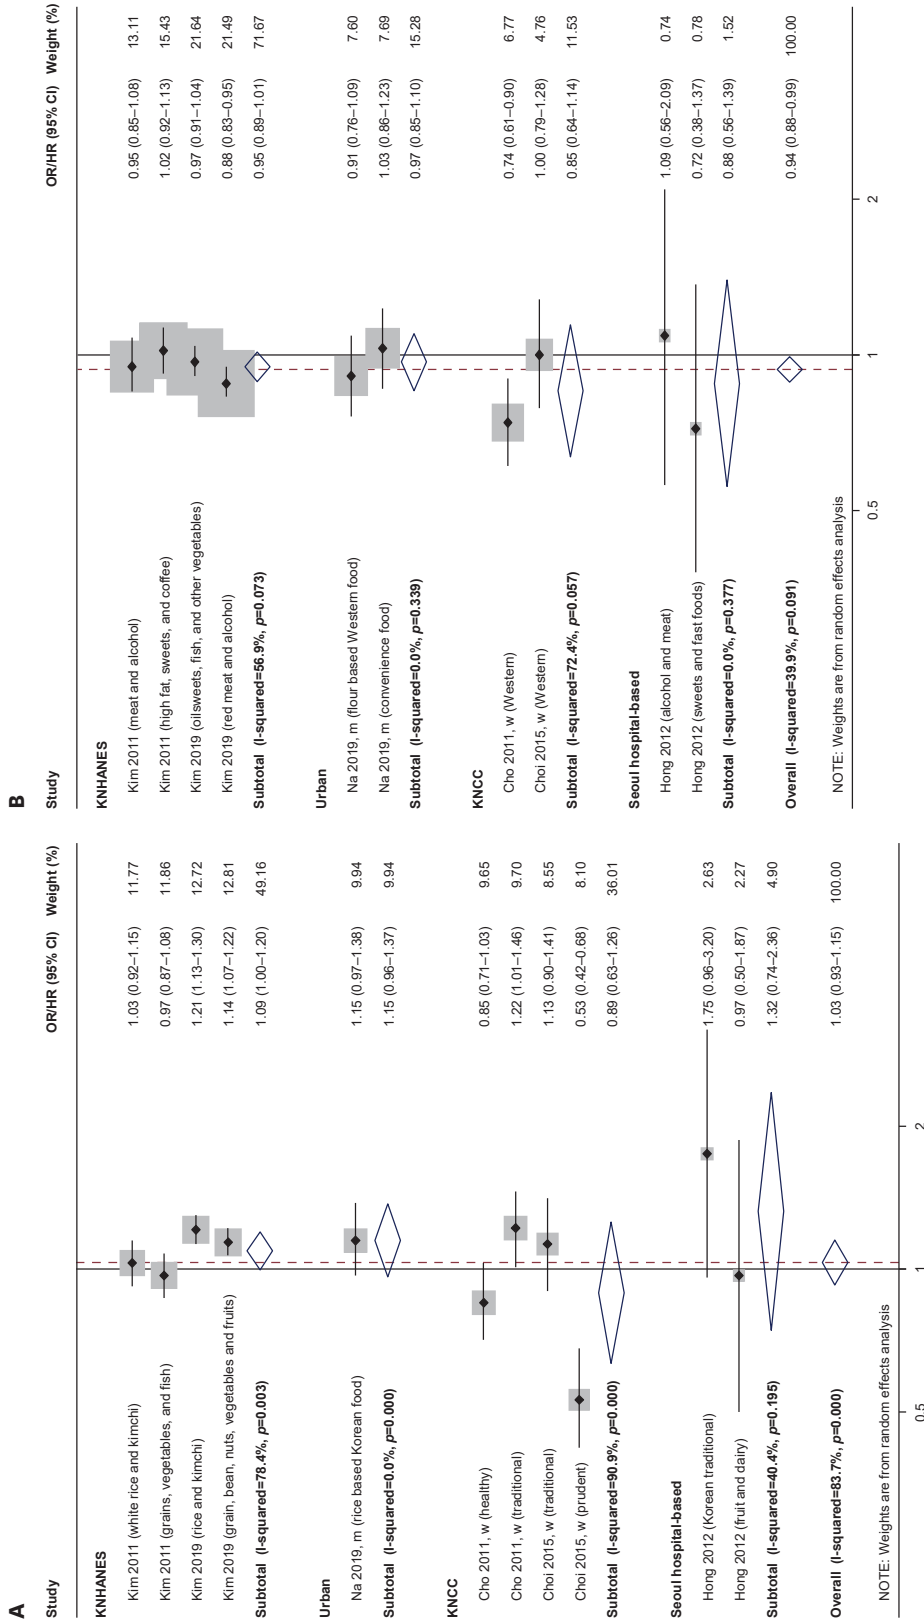 A
Study OR/HR (95% CI) Weight (%)
KNHANES
Kim 2011 (white rice and kimchi) 1.03 (0.92–1.15) 11.77
Kim 2011 (grains, vegetables, and fish) 0.97 (0.87–1.08) 11.86
Kim 2019 (rice and kimchi) 1.21 (1.13–1.30) 12.72
Kim 2019 (grain, bean, nuts, vegetables and fruits) 1.14 (1.07–1.22) 12.81
Subtotal (I-squared=78.4%, p=0.003) 1.09 (1.00–1.20) 49.16
Urban
Na 2019, m (rice based Korean food) 1.15 (0.97–1.38) 9.94
Subtotal (I-squared=0.0%, p=0.000) 1.15 (0.96–1.37) 9.94
KNCC
Cho 2011, w (healthy) 0.85 (0.71–1.03) 9.65
Cho 2011, w (traditional) 1.22 (1.01–1.46) 9.70
Choi 2015, w (traditional) 1.13 (0.90–1.41) 8.55
Choi 2015, w (prudent) 0.53 (0.42–0.68) 8.10
Subtotal (I-squared=90.9%, p=0.000) 0.89 (0.63–1.26) 36.01
Seoul hospital-based
Hong 2012 (Korean traditional) 1.75 (0.96–3.20) 2.63
Hong 2012 (fruit and dairy) 0.97 (0.50–1.87) 2.27
Subtotal (I-squared=40.4%, p=0.195) 1.32 (0.74–2.36) 4.90
Overall (I-squared=83.7%, p=0.000) 1.03 (0.93–1.15) 100.00
NOTE: Weights are from random effects analysis
0.5 1 2
B
Study OR/HR (95% CI) Weight (%)
KNHANES
Kim 2011 (meat and alcohol) 0.95 (0.85–1.08) 13.11
Kim 2011 (high fat, sweets, and coffee) 1.02 (0.92–1.13) 15.43
Kim 2019 (oilsweets, fish, and other vegetables) 0.97 (0.91–1.04) 21.64
Kim 2019 (red meat and alcohol) 0.88 (0.83–0.95) 21.49
Subtotal (I-squared=56.9%, p=0.073) 0.95 (0.89–1.01) 71.67
Urban
Na 2019, m (flour based Western food) 0.91 (0.76–1.09) 7.60
Na 2019, m (convenience food) 1.03 (0.86–1.23) 7.69
Subtotal (I-squared=0.0%, p=0.339) 0.97 (0.85–1.10) 15.28
KNCC
Cho 2011, w (Western) 0.74 (0.61–0.90) 6.77
Choi 2015, w (Western) 1.00 (0.79–1.28) 4.76
Subtotal (I-squared=72.4%, p=0.057) 0.85 (0.64–1.14) 11.53
Seoul hospital-based
Hong 2012 (alcohol and meat) 1.09 (0.56–2.09) 0.74
Hong 2012 (sweets and fast foods) 0.72 (0.38–1.37) 0.78
Subtotal (I-squared=0.0%, p=0.377) 0.88 (0.56–1.39) 1.52
Overall (I-squared=39.9%, p=0.091) 0.94 (0.88–0.99) 100.00
NOTE: Weights are from random effects analysis
0.5 1 2